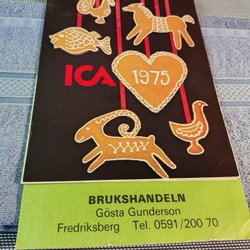 ICA
1975
BRUKSHANDELN
Gösta Gunderson
Fredriksberg Tel. 0591/200 70